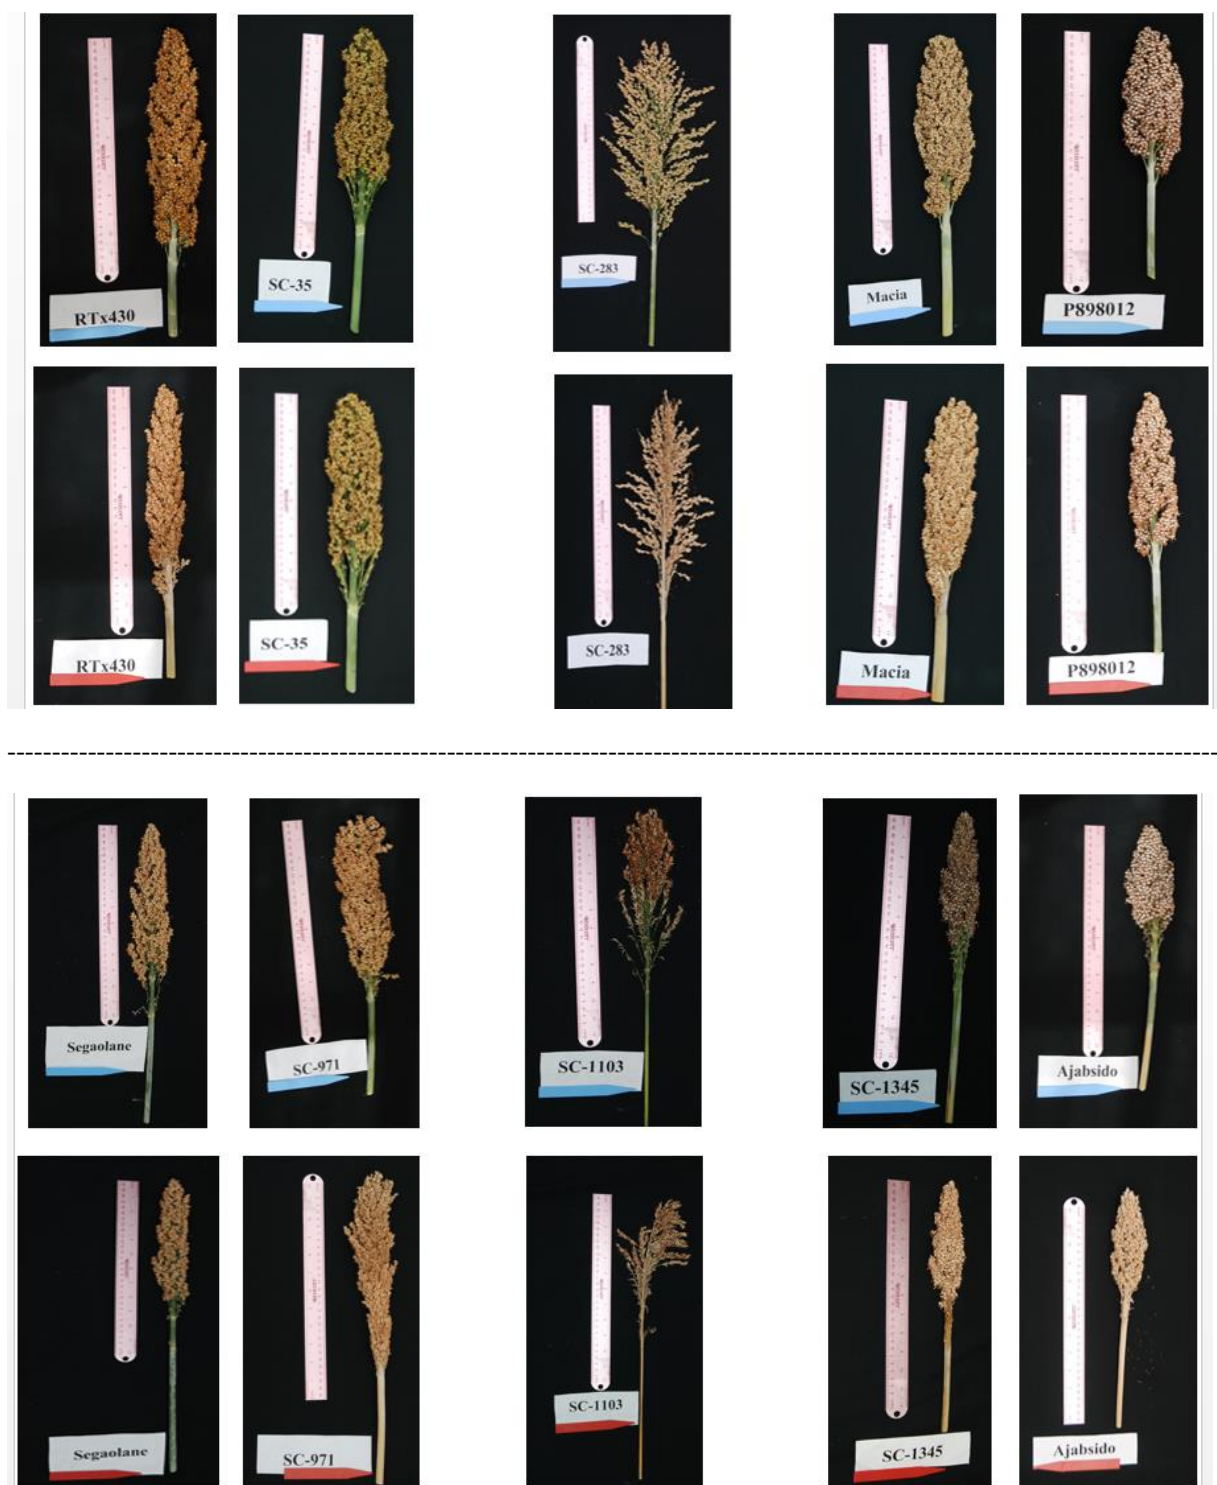 RTx430
SC-35
SC-283
Macia
P898012
RTx430
SC-35
SC-283
Macia
P898012
Segaolane
SC-971
SC-1103
SC-1345
Ajabsido
Segaolane
SC-971
SC-1103
SC-1345
Ajabsido